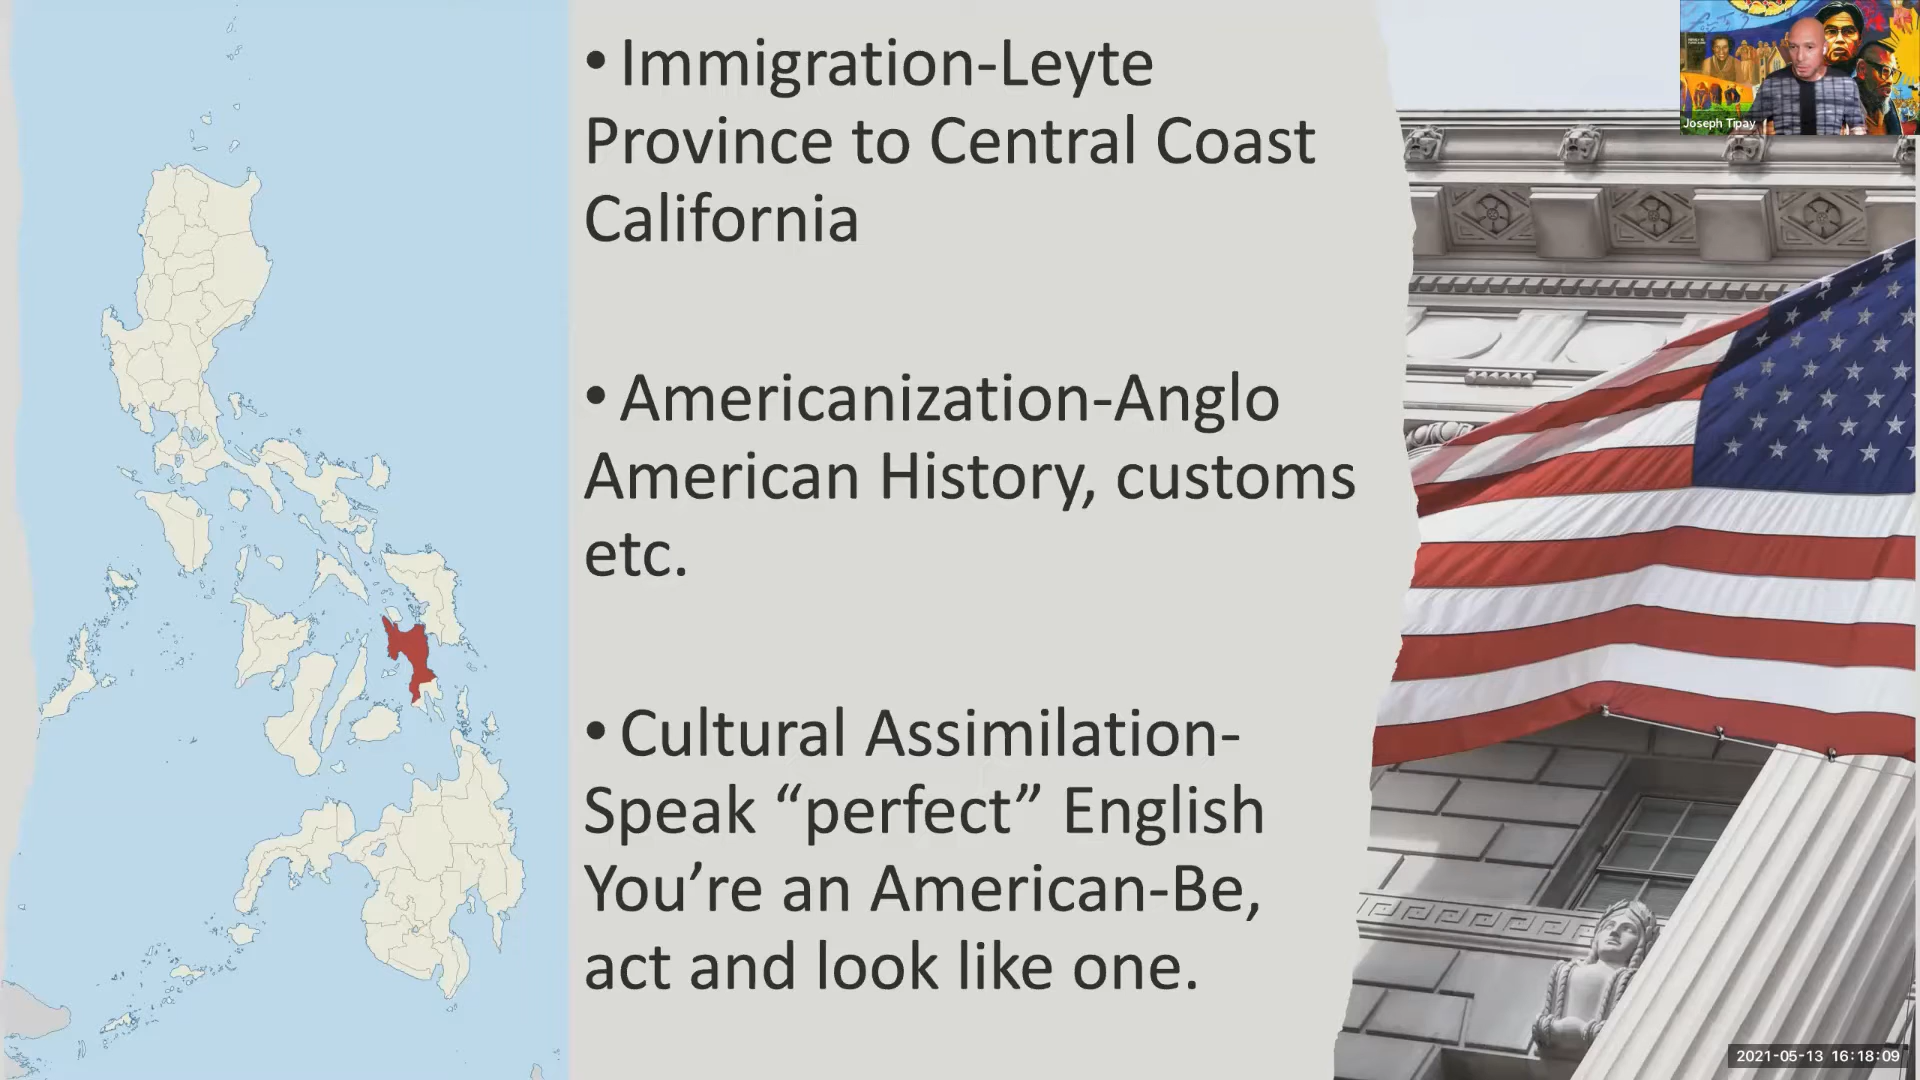 • Immigration-Leyte
Province to Central Coast
California
• Americanization-Anglo
American History, customs
etc.
• Cultural Assimilation-
Speak “perfect” English
You’re an American-Be,
act and look like one.
Joseph Tipay
2021-05-13 16:18:09